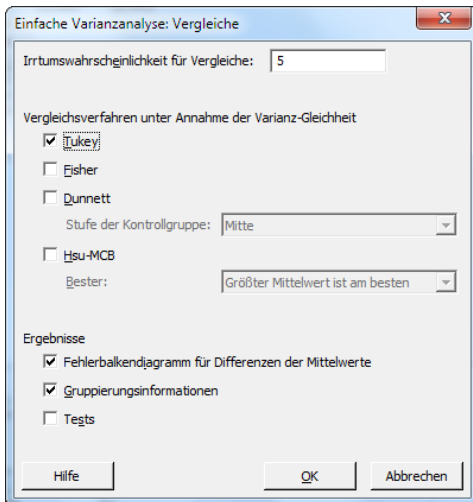 Einfache Varianzanalyse: Vergleiche
Irrtumswahrscheinlichkeit für Vergleiche: 5
Vergleichsverfahren unter Annahme der Varianz-Gleichheit
Tukey
Fisher
Dunnett
Stufe der Kontrollgruppe: Mitte
Hsu-MCB
Bester: Größter Mittelwert ist am besten
Ergebnisse
Fehlerbalkendiagramm für Differenzen der Mittelwerte
Gruppierungsinformationen
Tests
Hilfe OK Abbrechen